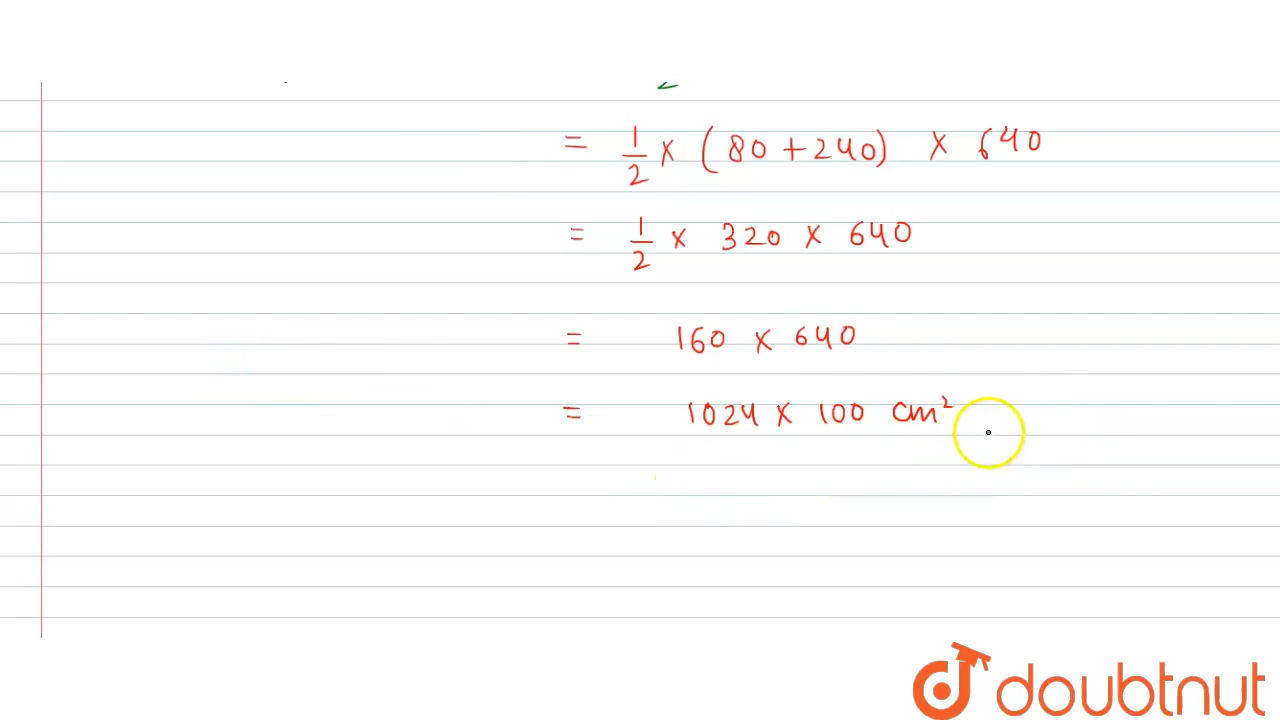 = 1/2 × (80 + 240) × 640
= 1/2 × 320 × 640
= 160 × 640
= 1024 × 100 cm²
doubtnut